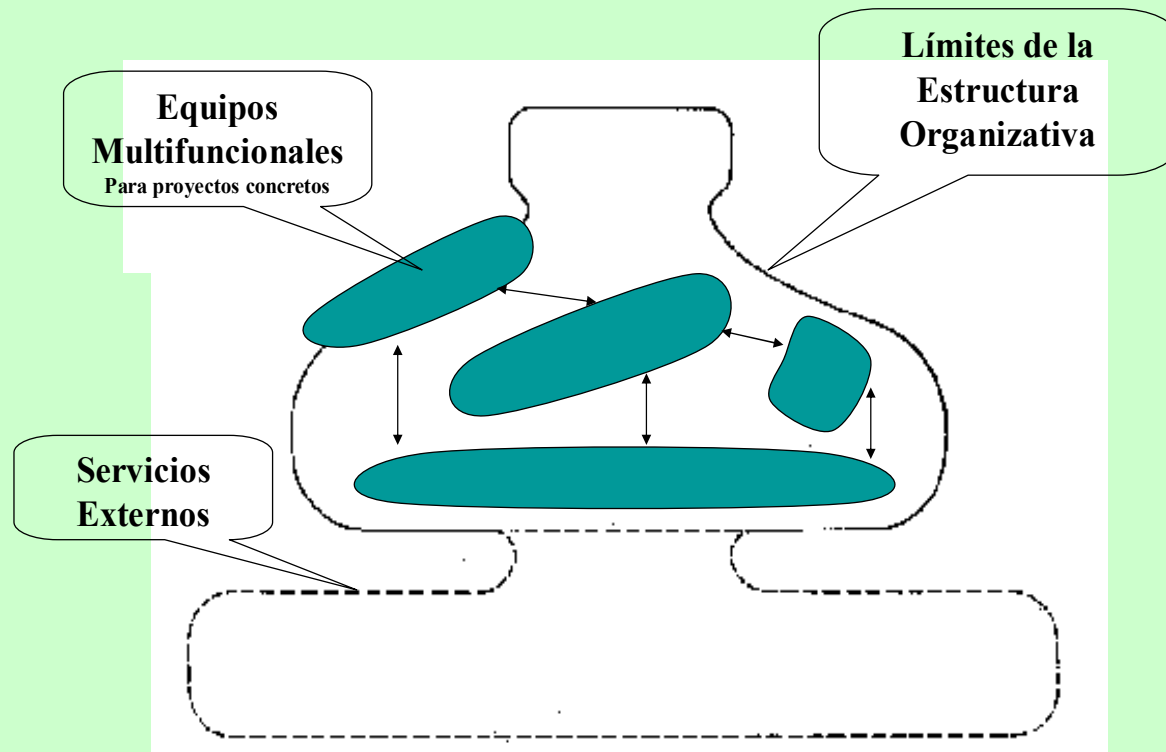 Equipos
Multifuncionales
Para proyectos concretos
Límites de la
Estructura
Organizativa
Servicios
Externos